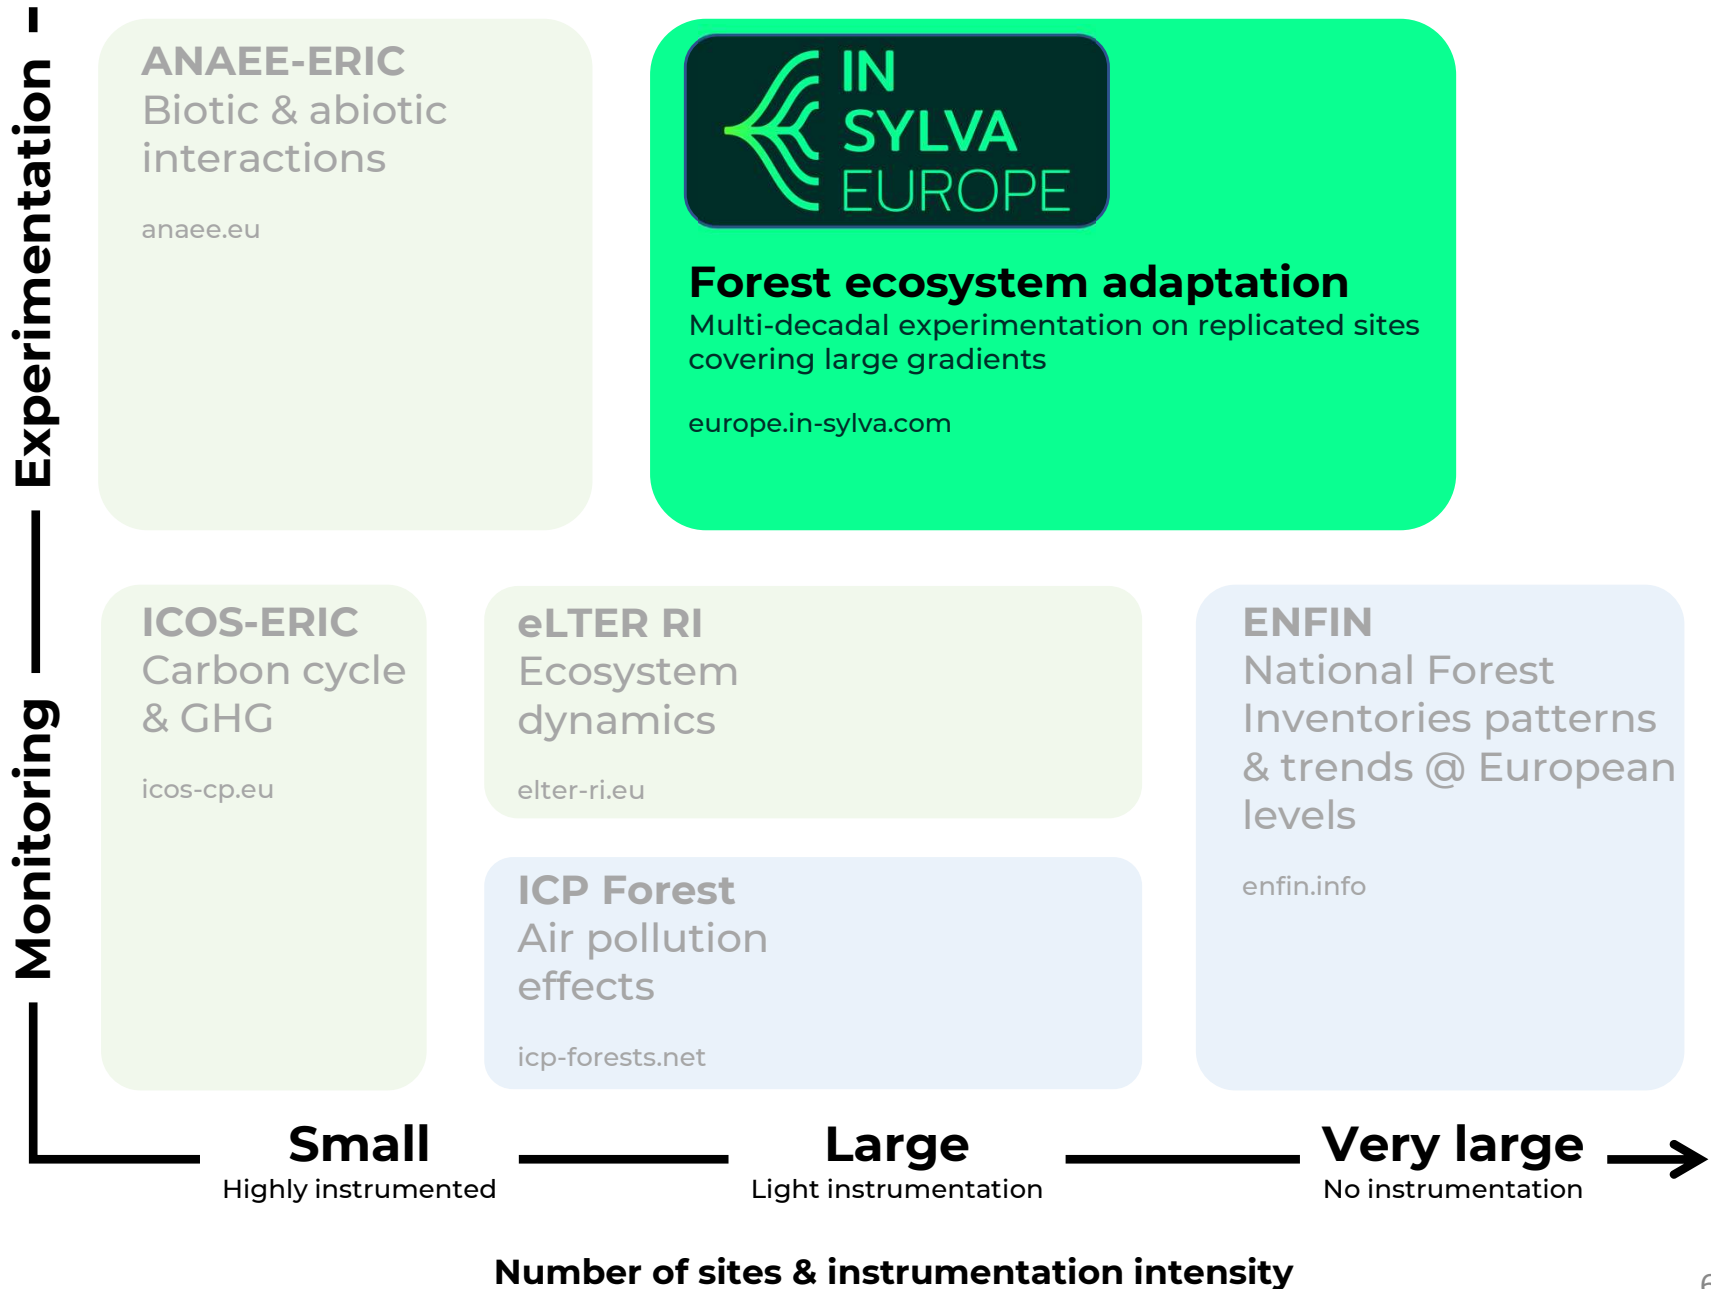 Experimentation
Monitoring
ANAEE-ERIC
Biotic & abiotic
interactions
anaee.eu
IN
SYLVA
EUROPE
Forest ecosystem adaptation
Multi-decadal experimentation on replicated sites
covering large gradients
europe.in-sylva.com
ICOS-ERIC
Carbon cycle
& GHG
icos-cp.eu
eLTER RI
Ecosystem
dynamics
elter-ri.eu
ICP Forest
Air pollution
effects
icp-forests.net
ENFIN
National Forest
Inventories patterns
& trends @ European
levels
enfin.info
Small
Highly instrumented
Large
Light instrumentation
Very large
No instrumentation
Number of sites & instrumentation intensity